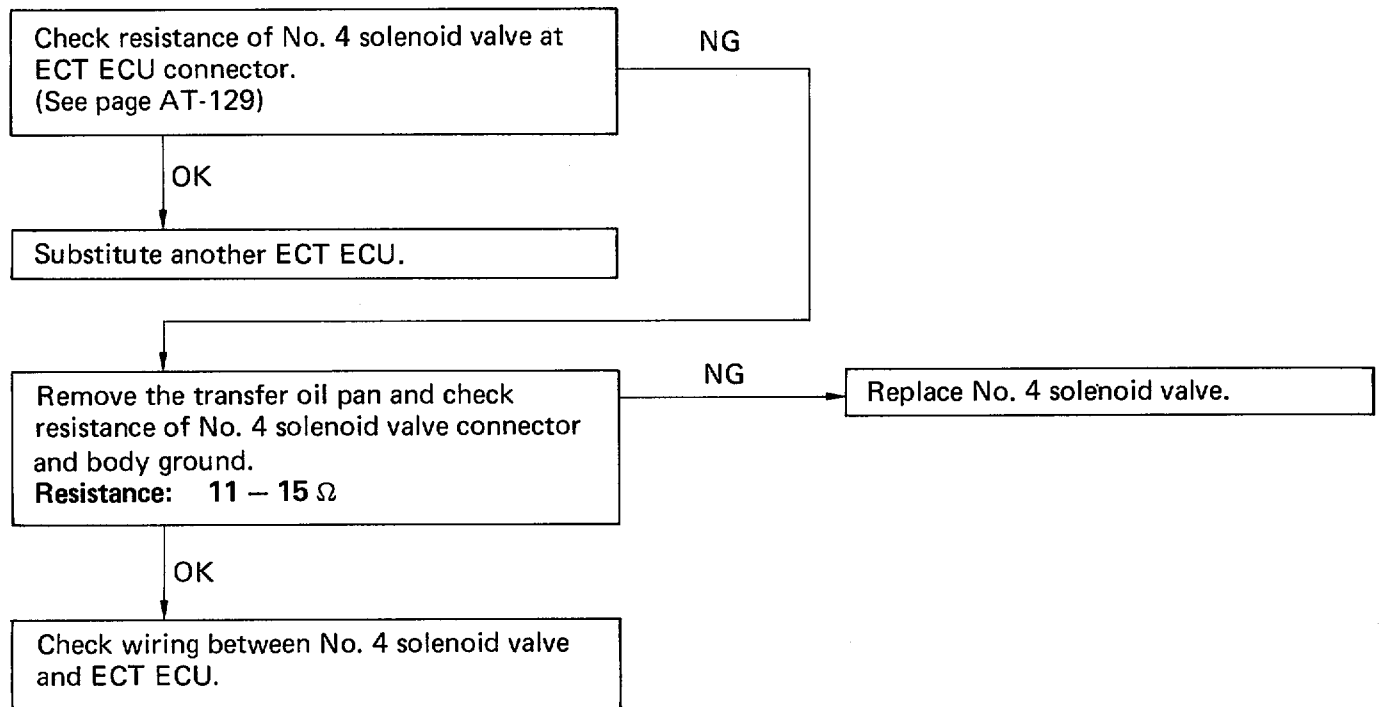 Check resistance of No. 4 solenoid valve at
ECT ECU connector.
(See page AT-129)
NG
OK
Substitute another ECT ECU.
Remove the transfer oil pan and check
resistance of No. 4 solenoid valve connector
and body ground.
Resistance: 11 – 15 Ω
NG
Replace No. 4 solenoid valve.
OK
Check wiring between No. 4 solenoid valve
and ECT ECU.